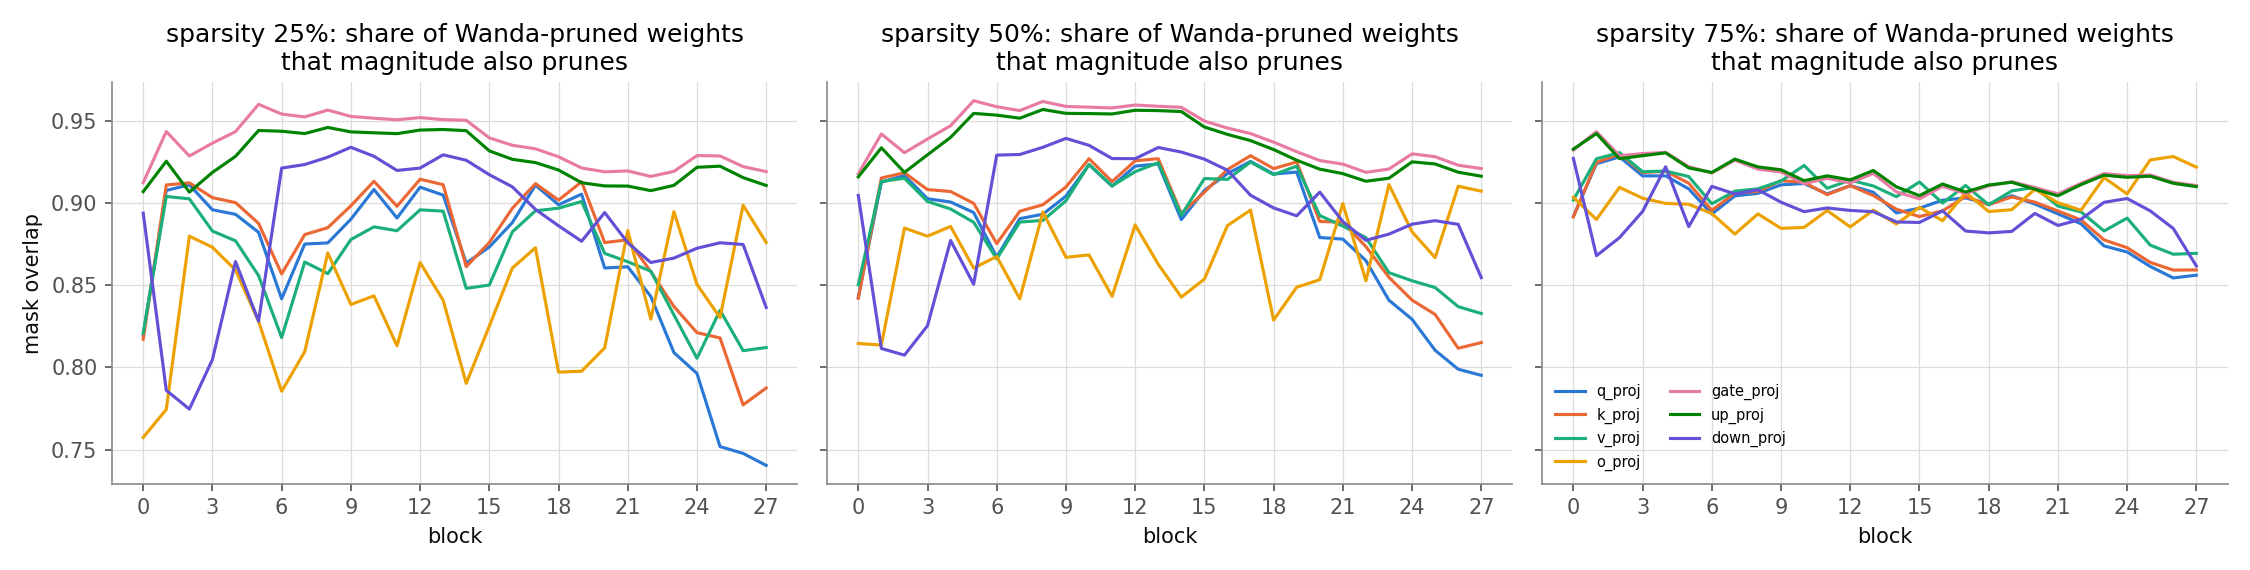 sparsity 25%: share of Wanda-pruned weights
that magnitude also prunes
sparsity 50%: share of Wanda-pruned weights
that magnitude also prunes
sparsity 75%: share of Wanda-pruned weights
that magnitude also prunes
mask overlap
0.95
0.90
0.85
0.80
0.75
0 3 6 9 12 15 18 21 24 27
block
0 3 6 9 12 15 18 21 24 27
block
q_proj
k_proj
v_proj
o_proj
gate_proj
up_proj
down_proj
0 3 6 9 12 15 18 21 24 27
block